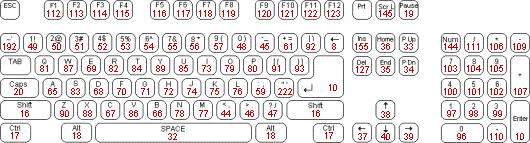 ESC F1 F2 F3 F4 F5 F6 F7 F8 F9 F10 F11 F12 Prt Scr L Pause
112 113 114 115 116 117 118 119 120 121 122 123 145 19
1! 2@ 3# 4$ 5% 6^ 7& 8* 9( 0) = + ← Ins Home P Up Num / * -
192 49 50 51 52 53 54 55 56 57 48 45 61 92 8 155 36 33 144 111 106 109
TAB Q W E R T Y U I O P Del End P Dn 7 8 9
81 87 69 82 84 89 85 73 79 80 91 93 127 35 34 103 104 105
Caps A S D F G H J K L ↵ 10 4 5 6 +
20 65 83 68 70 71 72 74 75 76 59 222 100 101 102 107
Shift Z X C V B N M Shift ↑ 1 2 3
16 90 88 67 86 66 78 77 44 46 47 16 38 97 98 99 Enter
Ctrl Alt SPACE Alt Ctrl ← ↓ → 0 .
17 18 32 18 17 37 40 39 96 110 10